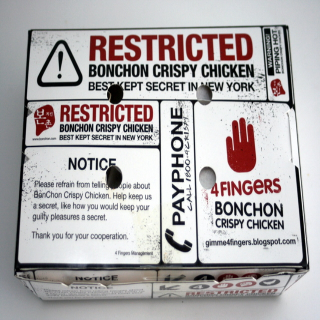 RESTRICTED
BONCHON CRISPY CHICKEN
BEST KEPT SECRET IN NEW YORK
WARNING!
PIPING HOT
RESTRICTED
BONCHON CRISPY CHICKEN
BEST KEPT SECRET IN NEW YORK
NOTICE
Please refrain from telling people about
BonChon Crispy Chicken. Help keep us
a secret, like how you would keep your
guilty pleasures a secret.
Thank you for your cooperation.
4 Fingers Management
PAYPHONE
4FINGERS
BONCHON
CRISPY CHICKEN
gimme4fingers.blogspot.com
NOTICE
RESTRICTED